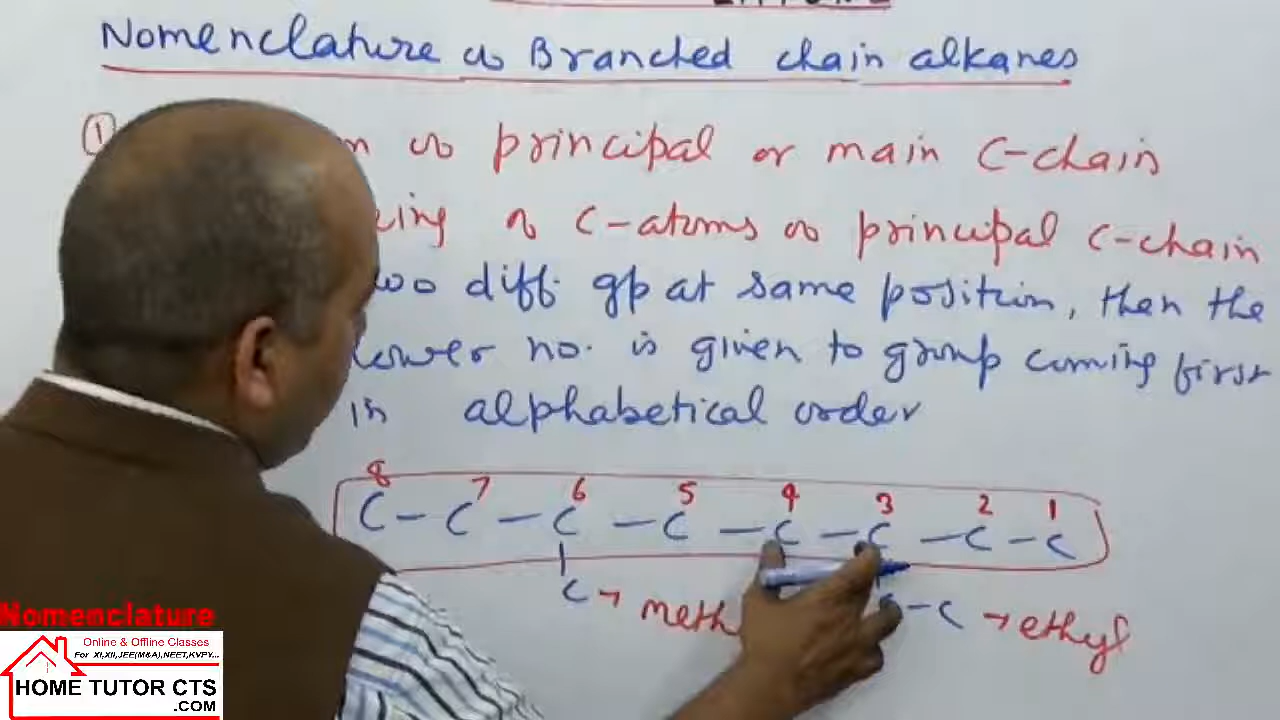 Nomenclature of Branched chain alkanes
①
of principal or main C-chain
of C-atoms of principal C-chain
two diff. gp at same position, then the
lower no. is given to group coming first
in alphabetical order
8 7 6 5 4 3 2 1
C - C - C - C - C - C - C - C
C → meth C - C → ethyl
Nomenclature
Online & Offline Classes
For XI,XII,JEE(M&A),NEET,KVPY...
HOME TUTOR CTS
.COM